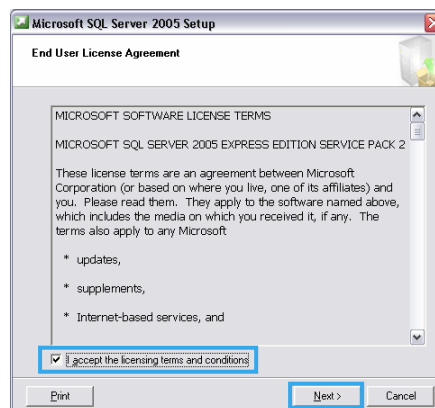 Microsoft SQL Server 2005 Setup
End User License Agreement
MICROSOFT SOFTWARE LICENSE TERMS
MICROSOFT SQL SERVER 2005 EXPRESS EDITION SERVICE PACK 2
These license terms are an agreement between Microsoft
Corporation (or based on where you live, one of its affiliates) and
you. Please read them. They apply to the software named above,
which includes the media on which you received it, if any. The
terms also apply to any Microsoft
* updates,
* supplements,
* Internet-based services, and
I accept the licensing terms and conditions
Print
Next >
Cancel